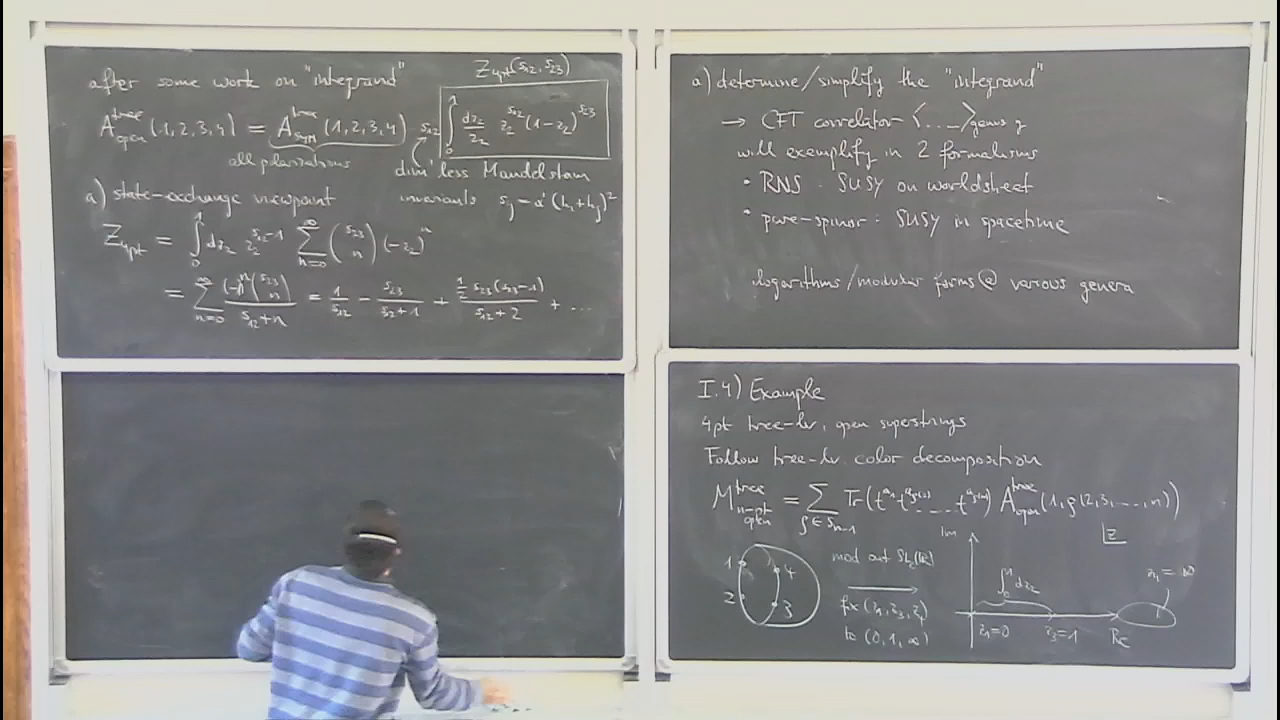 after some work on "integrand"
Z_{4pt}(s_{12}, s_{23})
A^{tree}_{open}(1,2,3,4) = A^{tree}_{SYM}(1,2,3,4) s_{12} ∫_0^1 dz_2/z_2 z_2^{s_{12}} (1-z_2)^{s_{23}}
all polarizations
dim'less Mandelstam
invariants s_{ij} = α'(k_i+k_j)^2
a) state-exchange viewpoint
Z_{4pt} = ∫_0^1 dz_2 z_2^{s_{12}-1} ∑_{n=0}^∞ (s_{23} n) (-z_2)^n
= ∑_{n=0}^∞ (-)^n (s_{23} n) / (s_{12}+n) = 1/s_{12} - s_{23}/(s_{12}+1) + ½ s_{23}(s_{23}-1)/(s_{12}+2) + ...
a) determine/simplify the "integrand"
→ CFT correlator <...>_{genus g}
will exemplify in 2 formalisms
• RNS : SUSY on worldsheet
• pure-spinor : SUSY in spacetime
logarithms/modular forms @ various genera
I.4) Example
4pt tree-lv, open superstrings
Follow tree-lv. color decomposition
M^{tree}_{n-pt open} = ∑_{ρ∈S_{n-1}} Tr(t^{a_1} t^{a_{ρ(2)}} .... t^{a_{ρ(n)}}) A^{tree}_{open}(1,ρ(2,3,...,n))
1 2 3 4
mod out SL_2(R)
fix (z_1, z_3, z_4)
to (0,1,∞)
Im
z
∫_0^1 dz_2
z_1=0
z_3=1
Re
z_4=∞